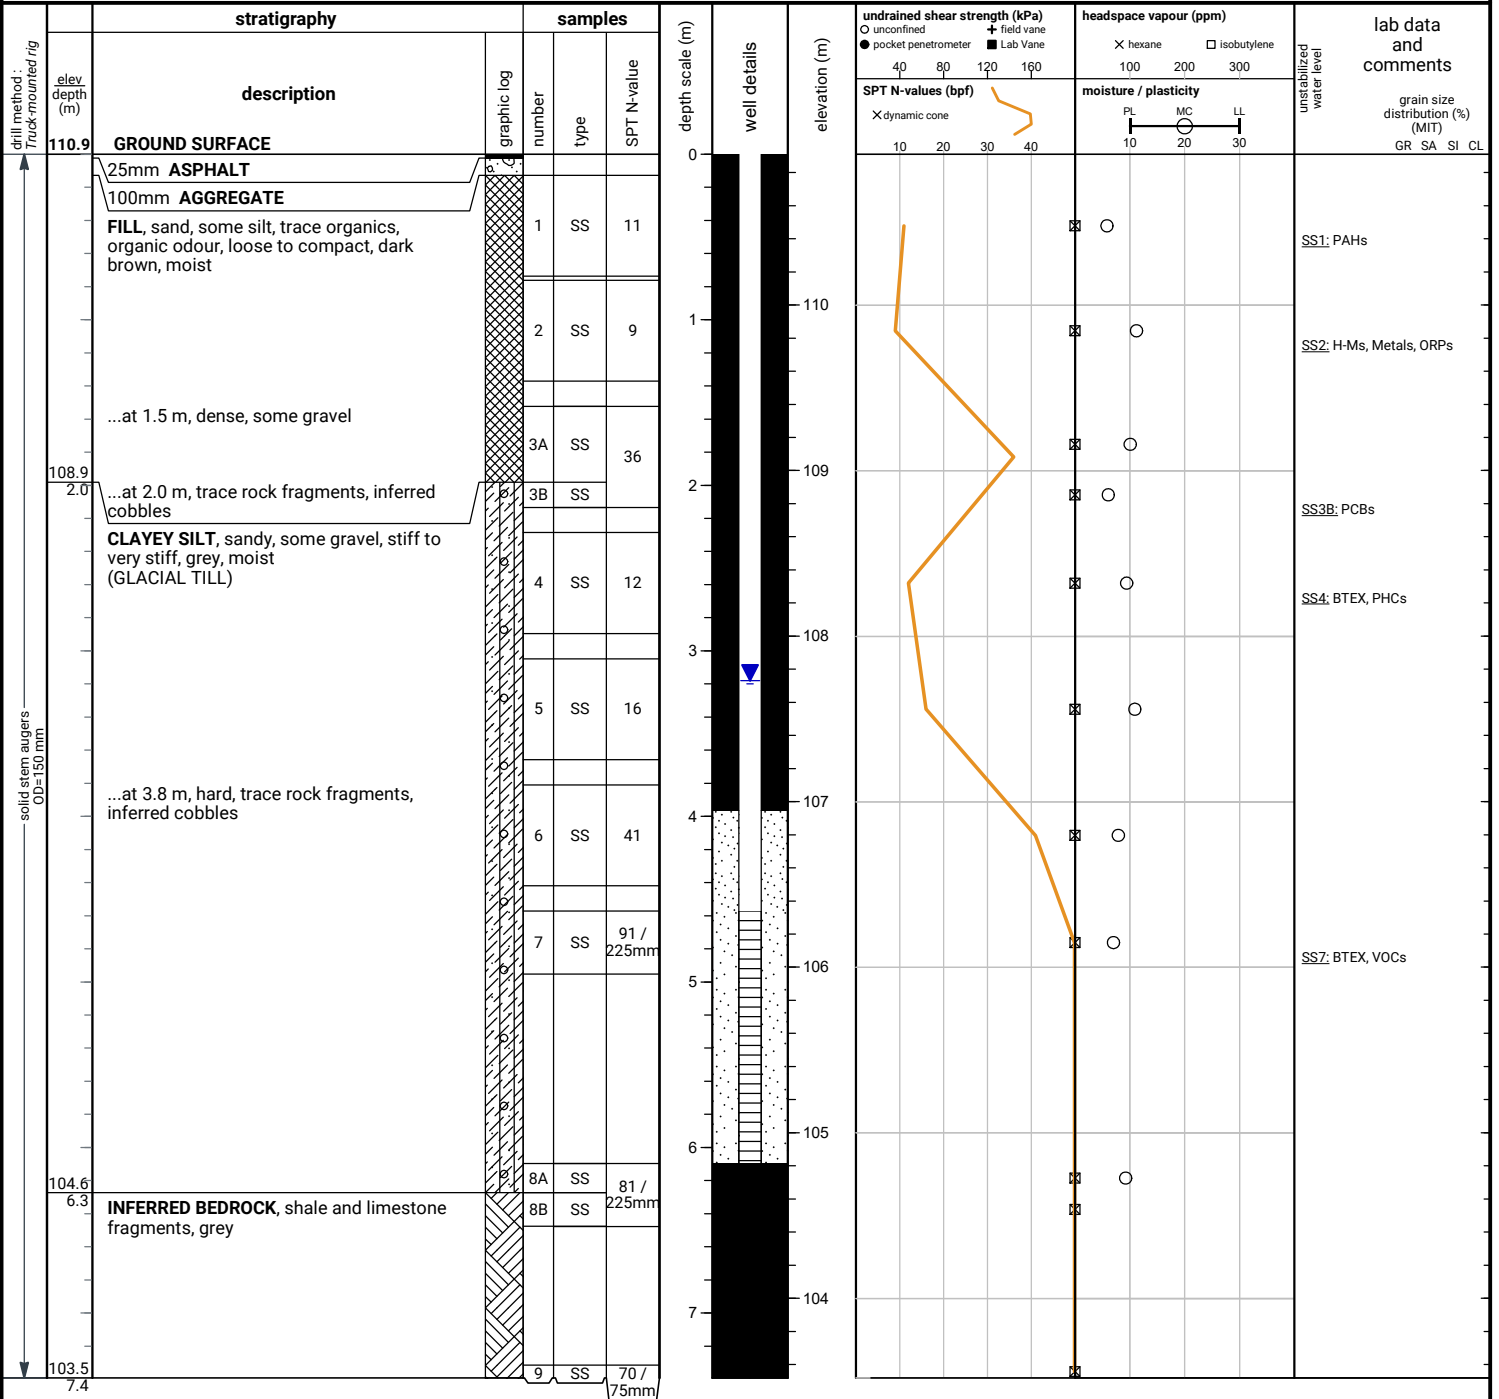 drill method :
Truck-mounted rig
stratigraphy
samples
elev
depth
(m)
description
graphic log
number
type
SPT N-value
depth scale (m)
well details
elevation (m)
undrained shear strength (kPa)
unconfined
field vane
pocket penetrometer
Lab Vane
40 80 120 160
SPT N-values (bpf)
dynamic cone
10 20 30 40
headspace vapour (ppm)
hexane
isobutylene
100 200 300
moisture / plasticity
PL MC LL
10 20 30
unstabilized
water level
lab data
and
comments
grain size
distribution (%)
(MIT)
GR SA SI CL
110.9 GROUND SURFACE
25mm ASPHALT
100mm AGGREGATE
FILL, sand, some silt, trace organics,
organic odour, loose to compact, dark
brown, moist
1 SS 11
SS1: PAHs
2 SS 9
SS2: H-Ms, Metals, ORPs
...at 1.5 m, dense, some gravel
3A SS
36
108.9
2.0
...at 2.0 m, trace rock fragments, inferred
cobbles
3B SS
SS3B: PCBs
CLAYEY SILT, sandy, some gravel, stiff to
very stiff, grey, moist
(GLACIAL TILL)
4 SS 12
SS4: BTEX, PHCs
5 SS 16
...at 3.8 m, hard, trace rock fragments,
inferred cobbles
6 SS 41
7 SS 91 /
225mm
SS7: BTEX, VOCs
8A SS
81 /
225mm
104.6
6.3
INFERRED BEDROCK, shale and limestone
fragments, grey
8B SS
103.5
7.4
9 SS 70 /
75mm
solid stem augers
OD=150 mm
0
1
2
3
4
5
6
7
110
109
108
107
106
105
104